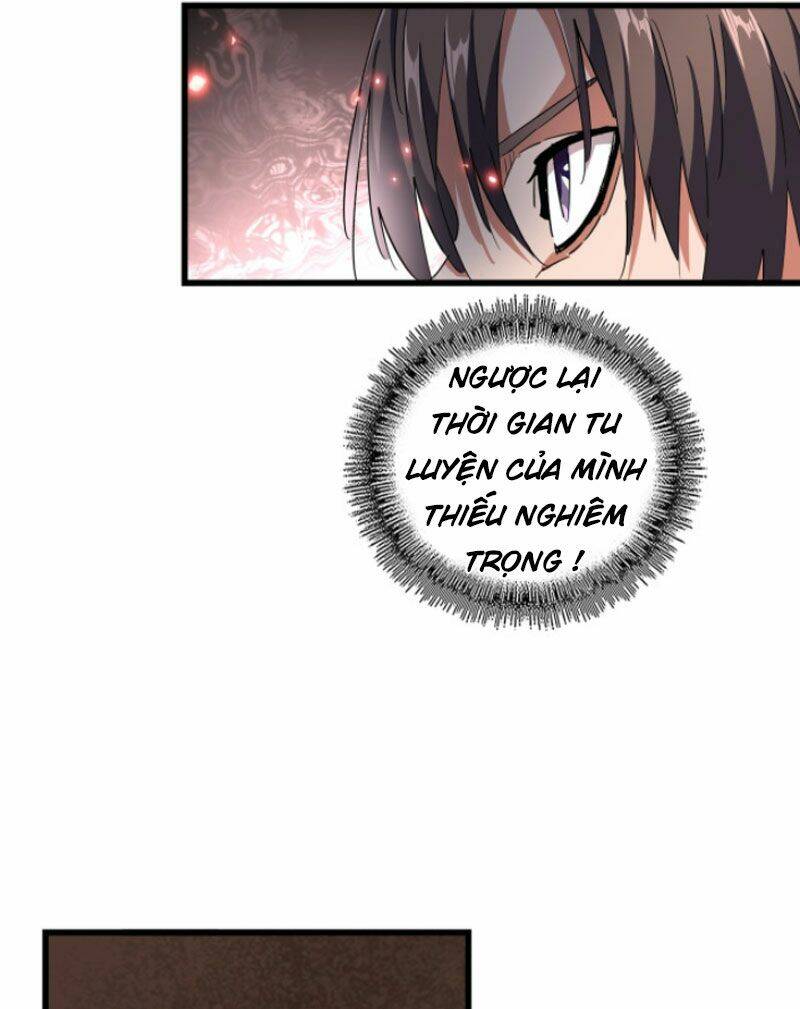 NGƯỢC LẠI
THỜI GIAN TU
LUYỆN CỦA MÌNH
THIẾU NGHIÊM
TRỌNG !